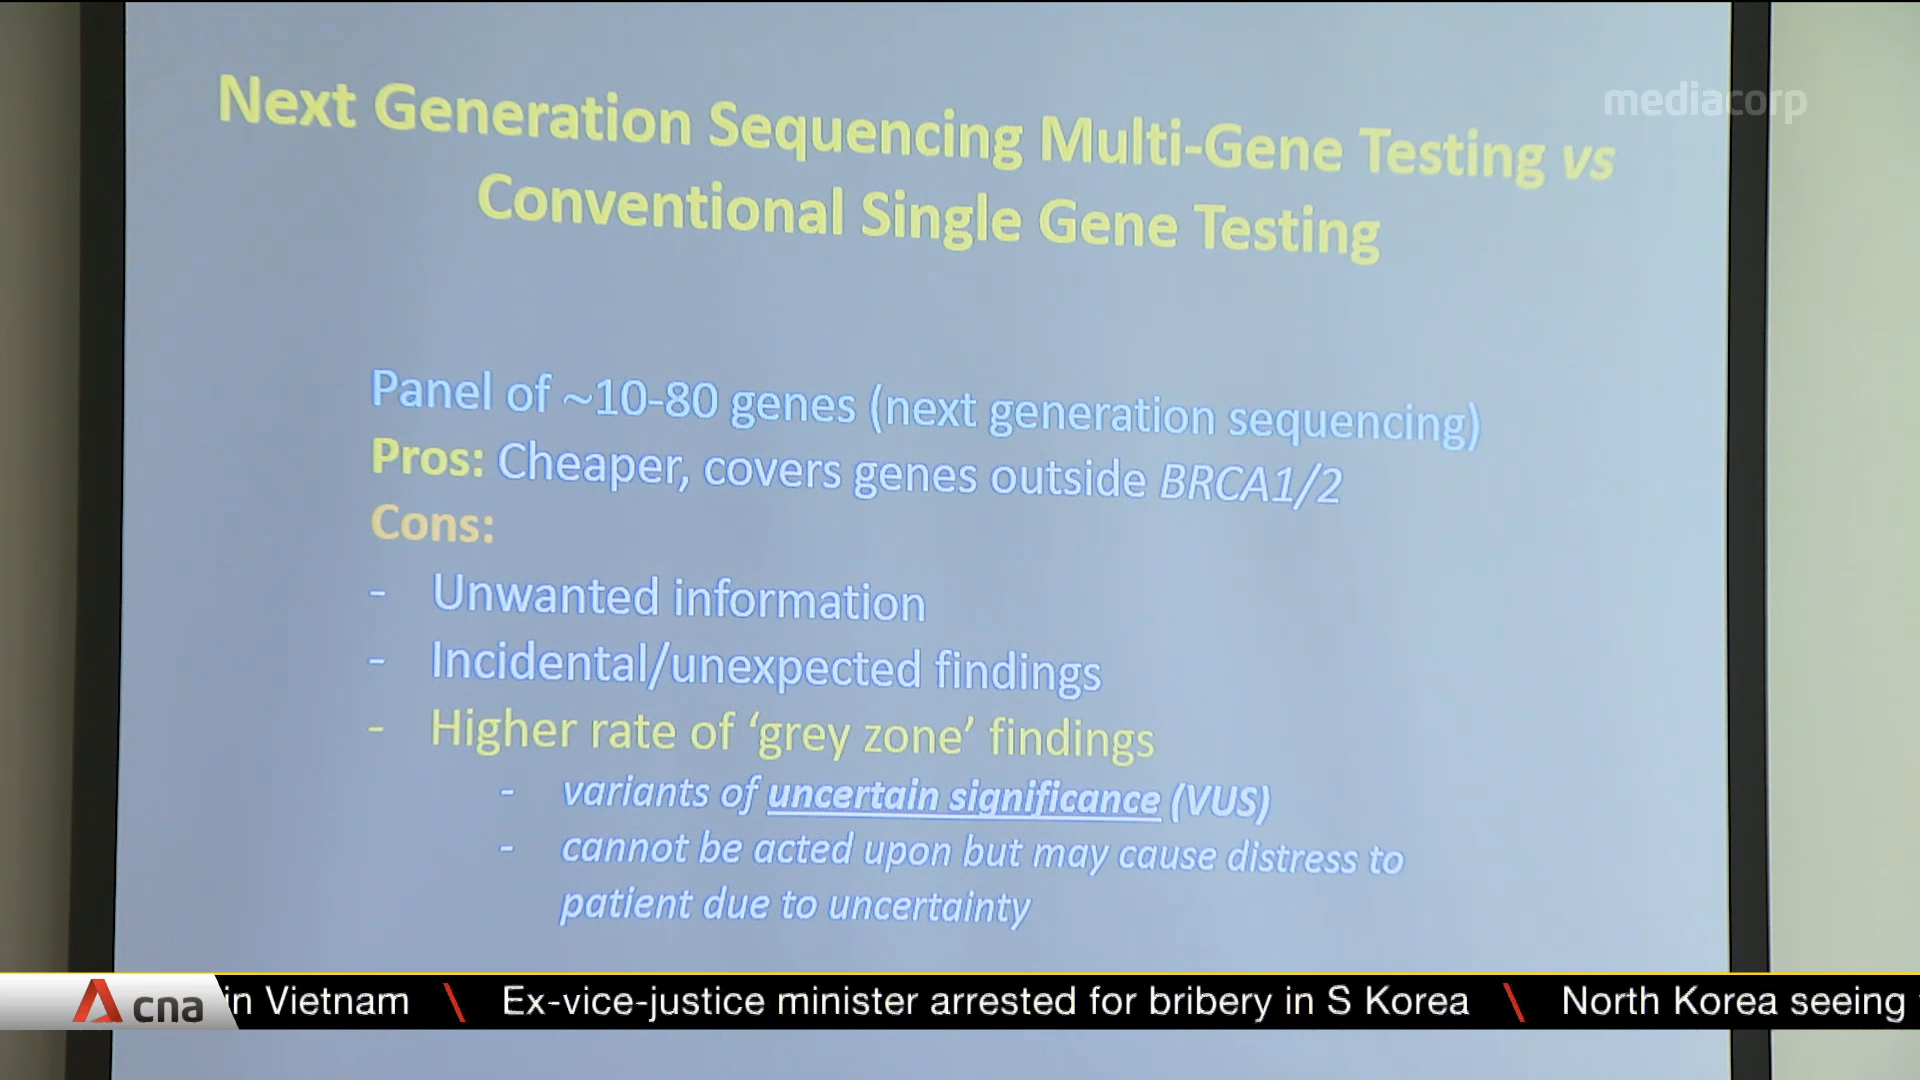 mediacorp
Next Generation Sequencing Multi-Gene Testing vs
Conventional Single Gene Testing
Panel of ~10-80 genes (next generation sequencing)
Pros: Cheaper, covers genes outside BRCA1/2
Cons:
- Unwanted information
- Incidental/unexpected findings
- Higher rate of ‘grey zone’ findings
- variants of uncertain significance (VUS)
- cannot be acted upon but may cause distress to
patient due to uncertainty
cna in Vietnam \ Ex-vice-justice minister arrested for bribery in S Korea \ North Korea seeing